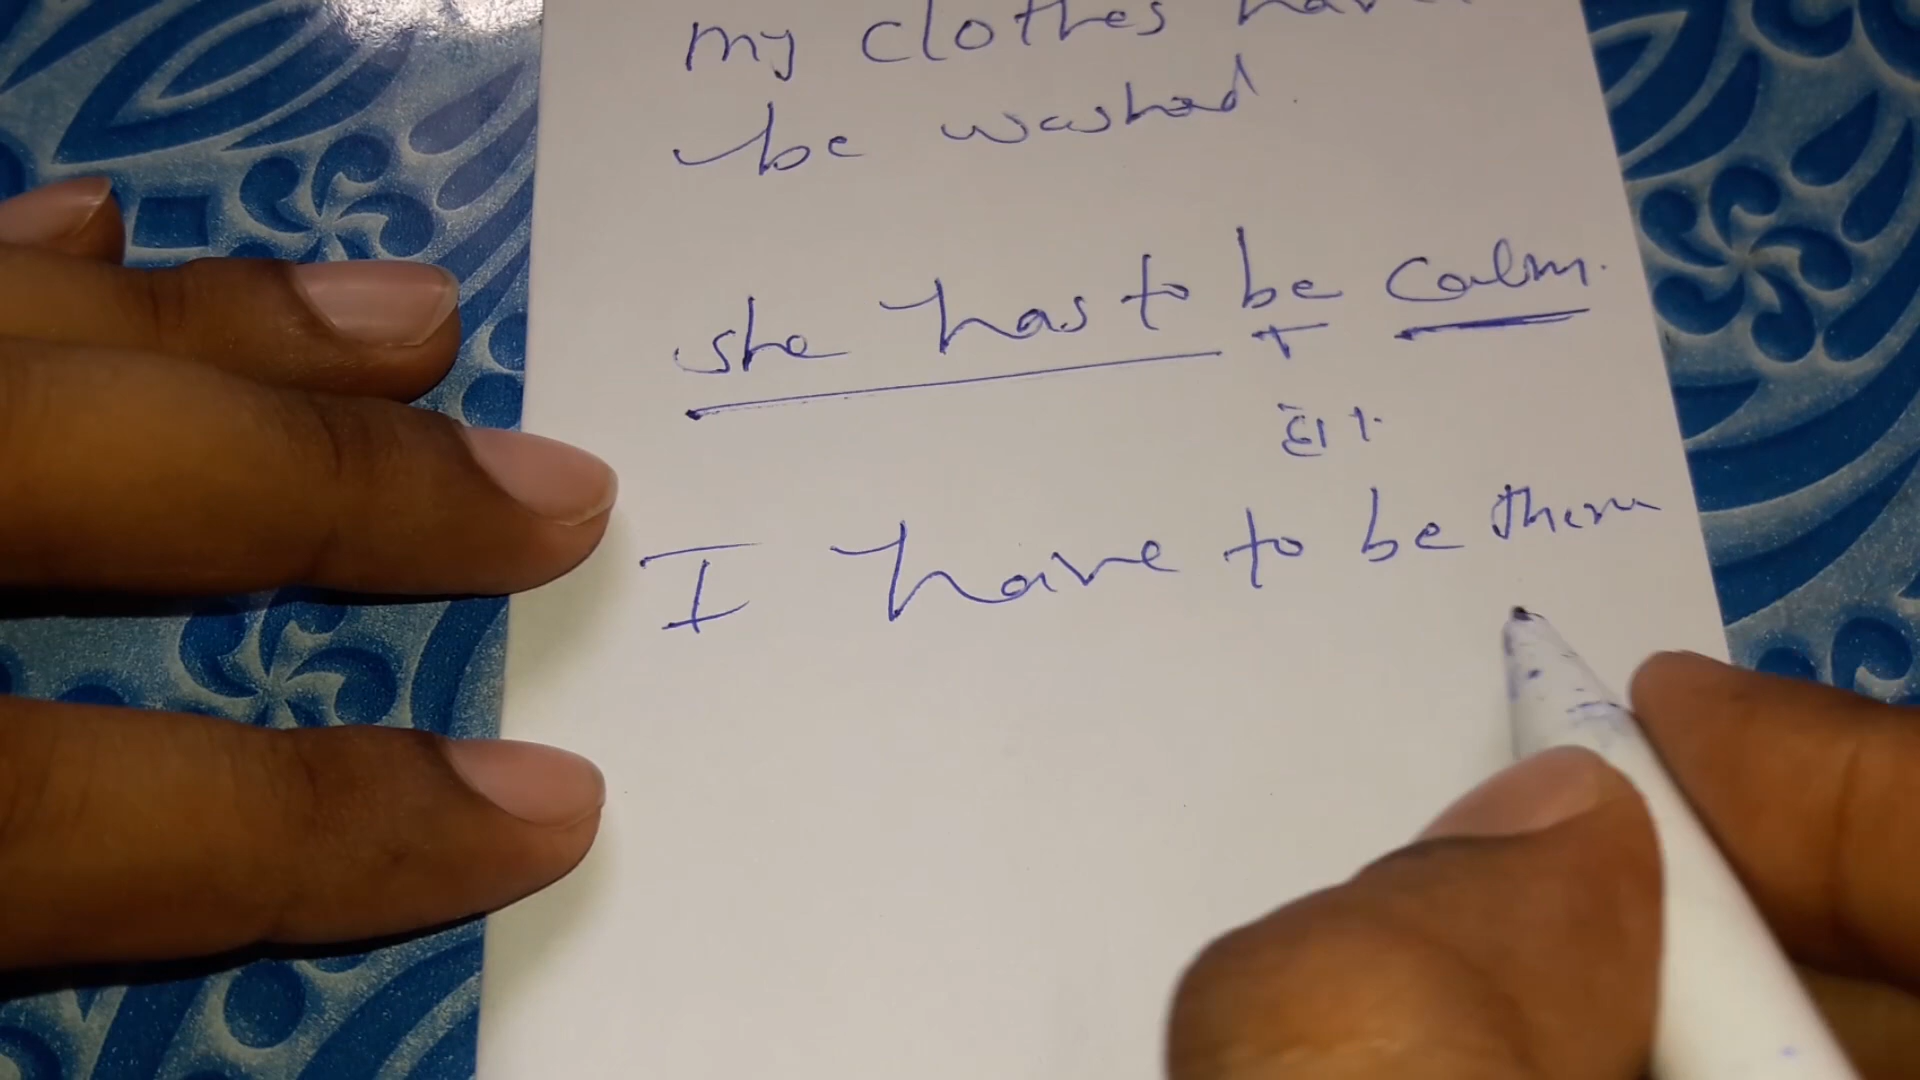 my clothes have
be washed.
she has to be calm.
I have to be there